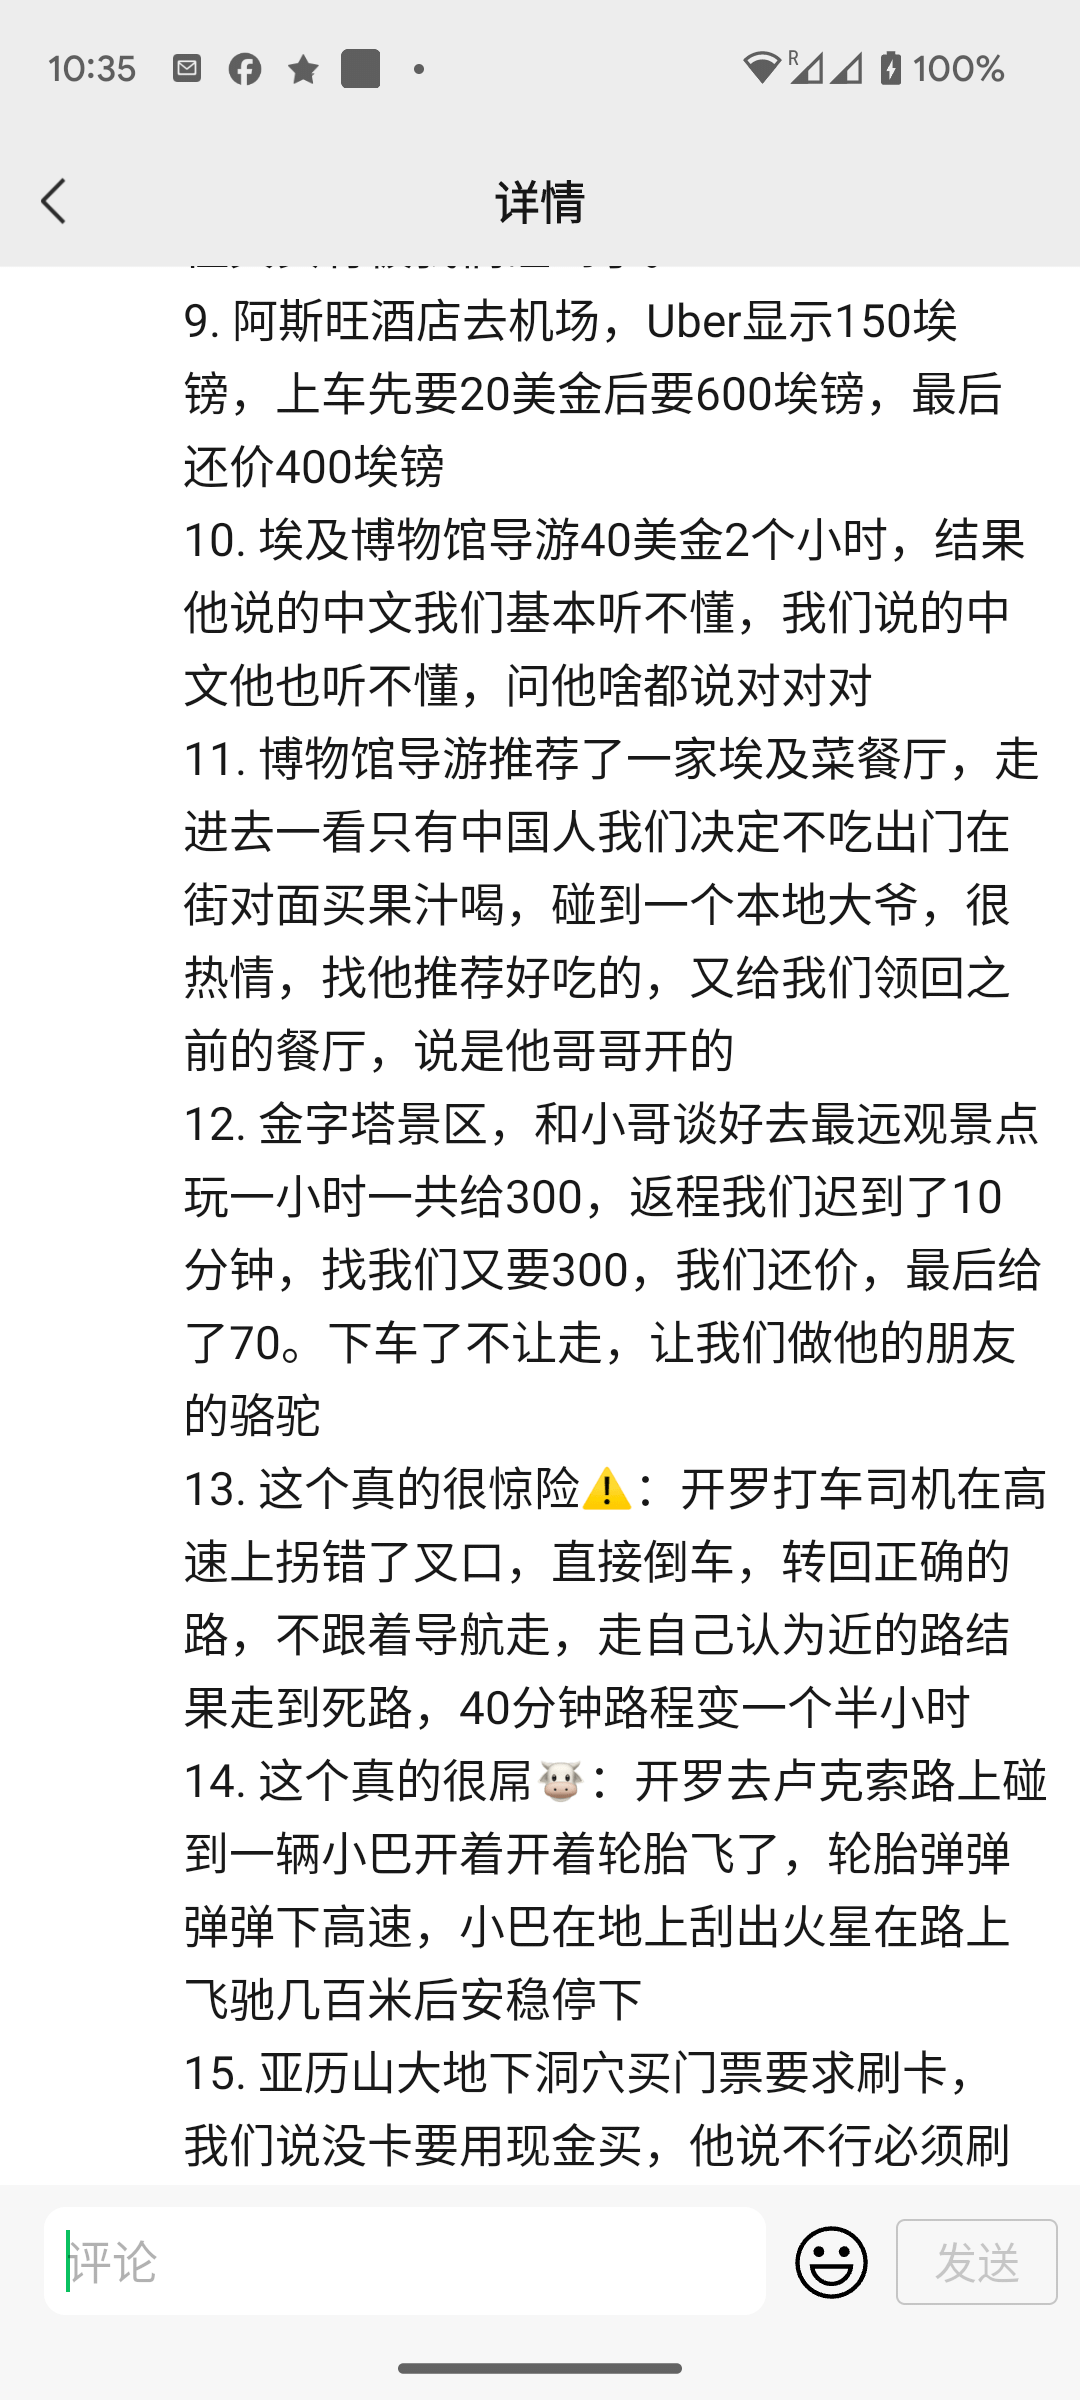 10:35
R
100%
详情
9. 阿斯旺酒店去机场，Uber显示150埃
镑，上车先要20美金后要600埃镑，最后
还价400埃镑
10. 埃及博物馆导游40美金2个小时，结果
他说的中文我们基本听不懂，我们说的中
文他也听不懂，问他啥都说对对对
11. 博物馆导游推荐了一家埃及菜餐厅，走
进去一看只有中国人我们决定不吃出门在
街对面买果汁喝，碰到一个本地大爷，很
热情，找他推荐好吃的，又给我们领回之
前的餐厅，说是他哥哥开的
12. 金字塔景区，和小哥谈好去最远观景点
玩一小时一共给300，返程我们迟到了10
分钟，找我们又要300，我们还价，最后给
了70。下车了不让走，让我们做他的朋友
的骆驼
13. 这个真的很惊险⚠️：开罗打车司机在高
速上拐错了叉口，直接倒车，转回正确的
路，不跟着导航走，走自己认为近的路结
果走到死路，40分钟路程变一个半小时
14. 这个真的很屌🐮：开罗去卢克索路上碰
到一辆小巴开着开着轮胎飞了，轮胎弹弹
弹弹下高速，小巴在地上刮出火星在路上
飞驰几百米后安稳停下
15. 亚历山大地下洞穴买门票要求刷卡，
我们说没卡要用现金买，他说不行必须刷
评论
发送